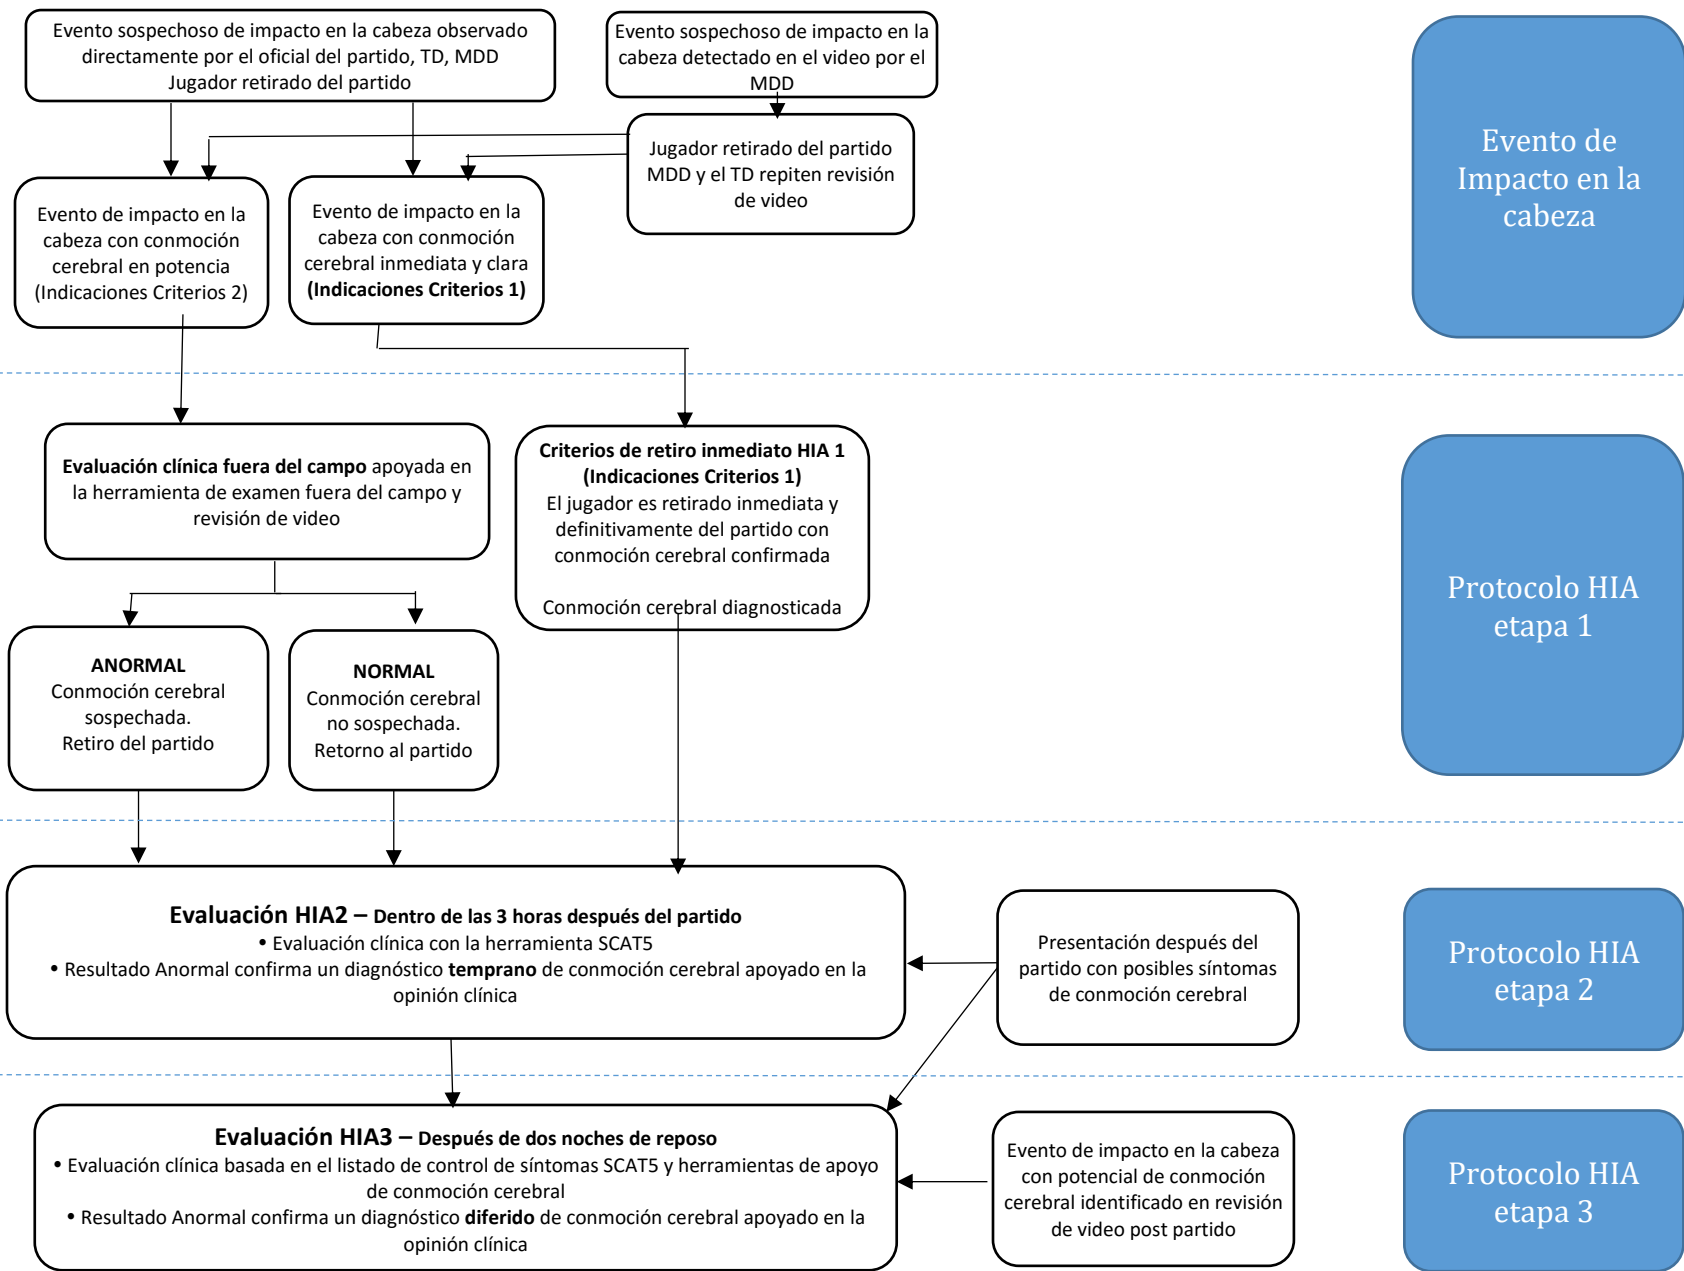 Evento sospechoso de impacto en la cabeza observado
directamente por el oficial del partido, TD, MDD
Jugador retirado del partido
Evento sospechoso de impacto en la
cabeza detectado en el video por el
MDD
Jugador retirado del partido
MDD y el TD repiten revisión
de video
Evento de impacto en la
cabeza con conmoción
cerebral en potencia
(Indicaciones Criterios 2)
Evento de impacto en la
cabeza con conmoción
cerebral inmediata y clara
(Indicaciones Criterios 1)
Evento de
Impacto en la
cabeza
Evaluación clínica fuera del campo apoyada en
la herramienta de examen fuera del campo y
revisión de video
Criterios de retiro inmediato HIA 1
(Indicaciones Criterios 1)
El jugador es retirado inmediata y
definitivamente del partido con
conmoción cerebral confirmada
Conmoción cerebral diagnosticada
ANORMAL
Conmoción cerebral
sospechada.
Retiro del partido
NORMAL
Conmoción cerebral
no sospechada.
Retorno al partido
Protocolo HIA
etapa 1
Evaluación HIA2 – Dentro de las 3 horas después del partido
• Evaluación clínica con la herramienta SCAT5
• Resultado Anormal confirma un diagnóstico temprano de conmoción cerebral apoyado en la
opinión clínica
Presentación después del
partido con posibles síntomas
de conmoción cerebral
Protocolo HIA
etapa 2
Evaluación HIA3 – Después de dos noches de reposo
• Evaluación clínica basada en el listado de control de síntomas SCAT5 y herramientas de apoyo
de conmoción cerebral
• Resultado Anormal confirma un diagnóstico diferido de conmoción cerebral apoyado en la
opinión clínica
Evento de impacto en la cabeza
con potencial de conmoción
cerebral identificado en revisión
de video post partido
Protocolo HIA
etapa 3